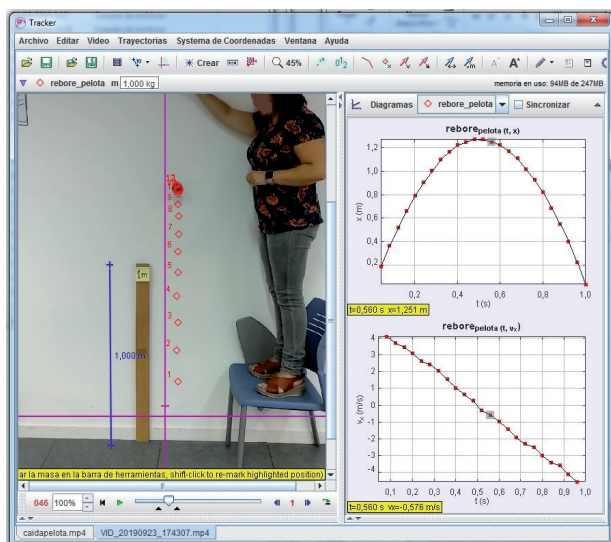 Tracker
Archivo Editar Video Trayectorias Sistema de Coordenadas Ventana Ayuda
Crear 45%
rebore_pelota m 1,000 kg
memoria en uso: 94MB de 247MB
Diagramas rebore_pelota Sincronizar
rebore pelota (t, x)
1,2
1,0
0,8
0,6
0,4
0,2
x (m)
0,2 0,4 0,6 0,8 1,0
t (s)
t=0,560 s x=1,251 m
rebore pelota (t, vx)
4
3
2
1
0
-1
-2
-3
-4
vx (m/s)
0,1 0,2 0,3 0,4 0,5 0,6 0,7 0,8 0,9 1,0
t (s)
t=0,560 s vx=-0,576 m/s
12
9
8
7
6
5
4
3
2
1
1m
1,000 m
ar la masa en la barra de herramientas, shift-click to re-mark highlighted position)
046 100% 1
caidapelota.mp4 VID_20190923_174307.mp4